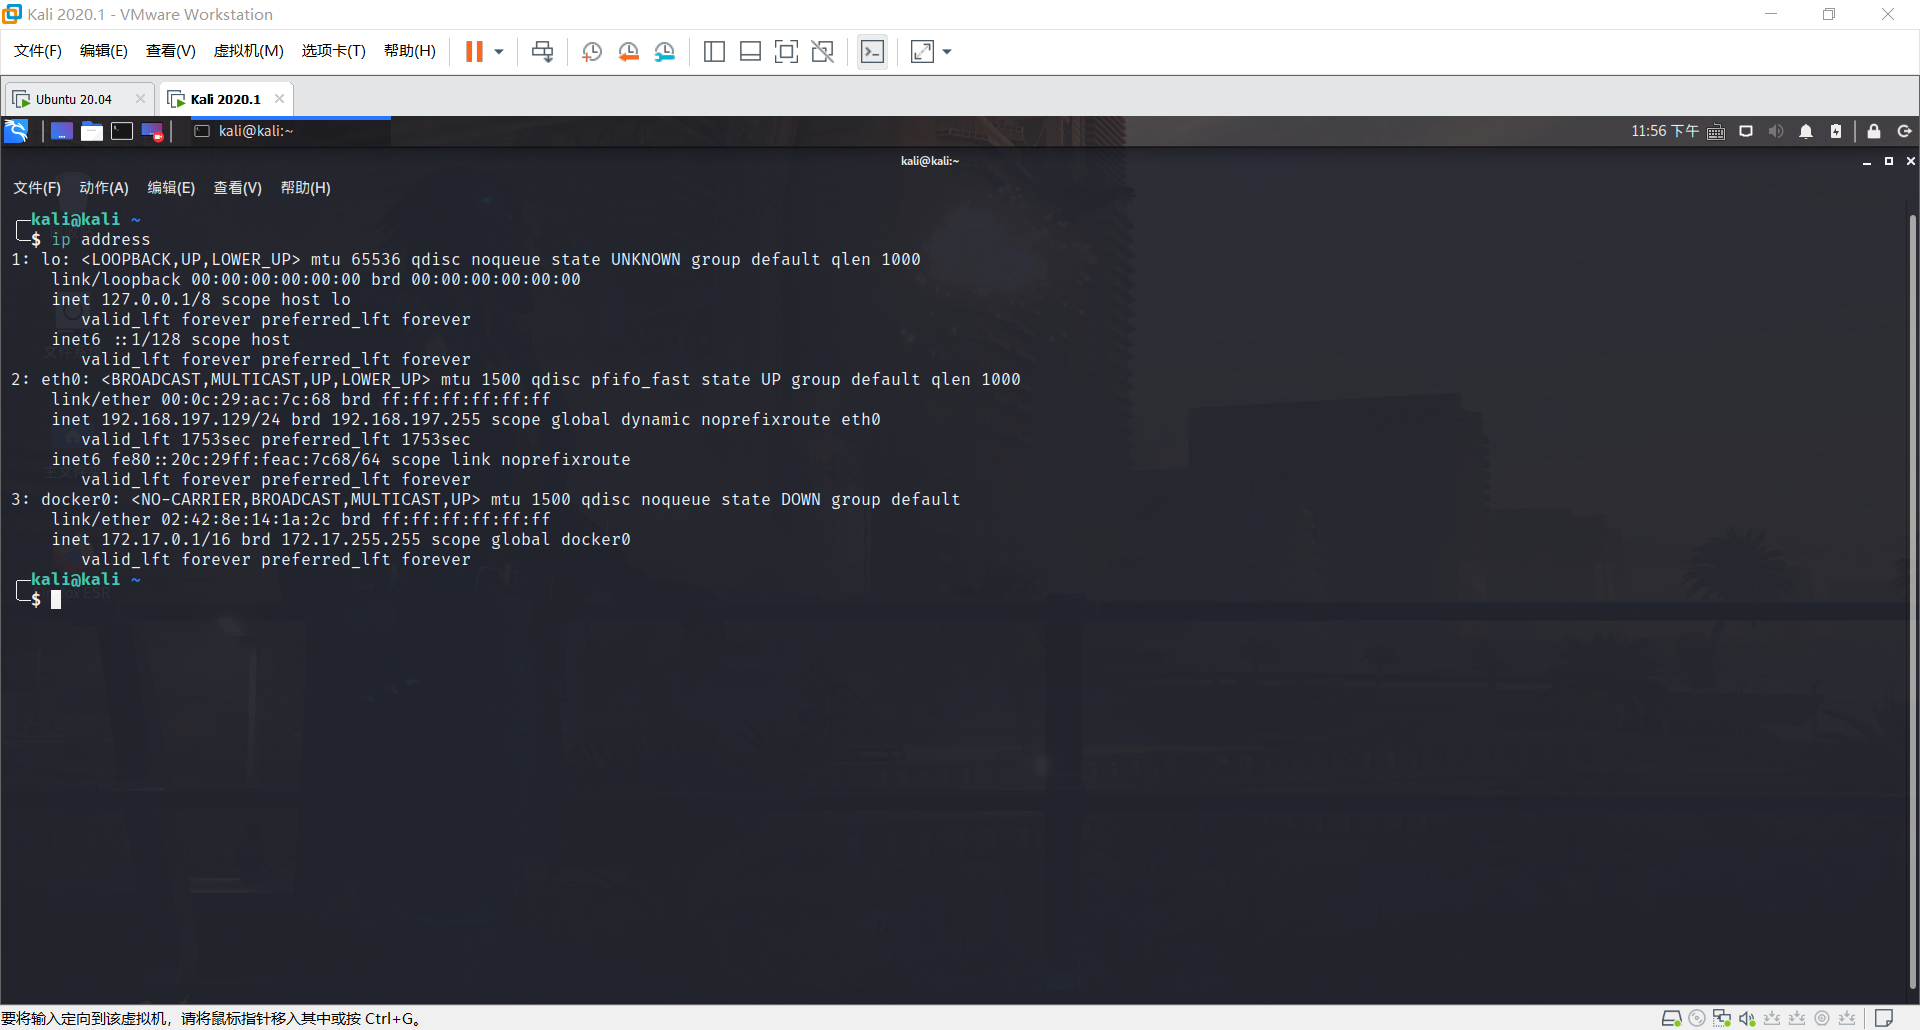 Kali 2020.1 - VMware Workstation
文件(F) 编辑(E) 查看(V) 虚拟机(M) 选项卡(T) 帮助(H)
Ubuntu 20.04 Kali 2020.1
kali@kali:~ 11:56 下午
kali@kali:~
文件(F) 动作(A) 编辑(E) 查看(V) 帮助(H)
kali@kali ~
$ ip address
1: lo: <LOOPBACK,UP,LOWER_UP> mtu 65536 qdisc noqueue state UNKNOWN group default qlen 1000
link/loopback 00:00:00:00:00:00 brd 00:00:00:00:00:00
inet 127.0.0.1/8 scope host lo
valid_lft forever preferred_lft forever
inet6 ::1/128 scope host
valid_lft forever preferred_lft forever
2: eth0: <BROADCAST,MULTICAST,UP,LOWER_UP> mtu 1500 qdisc pfifo_fast state UP group default qlen 1000
link/ether 00:0c:29:ac:7c:68 brd ff:ff:ff:ff:ff:ff
inet 192.168.197.129/24 brd 192.168.197.255 scope global dynamic noprefixroute eth0
valid_lft 1753sec preferred_lft 1753sec
inet6 fe80::20c:29ff:feac:7c68/64 scope link noprefixroute
valid_lft forever preferred_lft forever
3: docker0: <NO-CARRIER,BROADCAST,MULTICAST,UP> mtu 1500 qdisc noqueue state DOWN group default
link/ether 02:42:8e:14:1a:2c brd ff:ff:ff:ff:ff:ff
inet 172.17.0.1/16 brd 172.17.255.255 scope global docker0
valid_lft forever preferred_lft forever
kali@kali ~
$
要将输入定向到该虚拟机，请将鼠标指针移入其中或按 Ctrl+G。